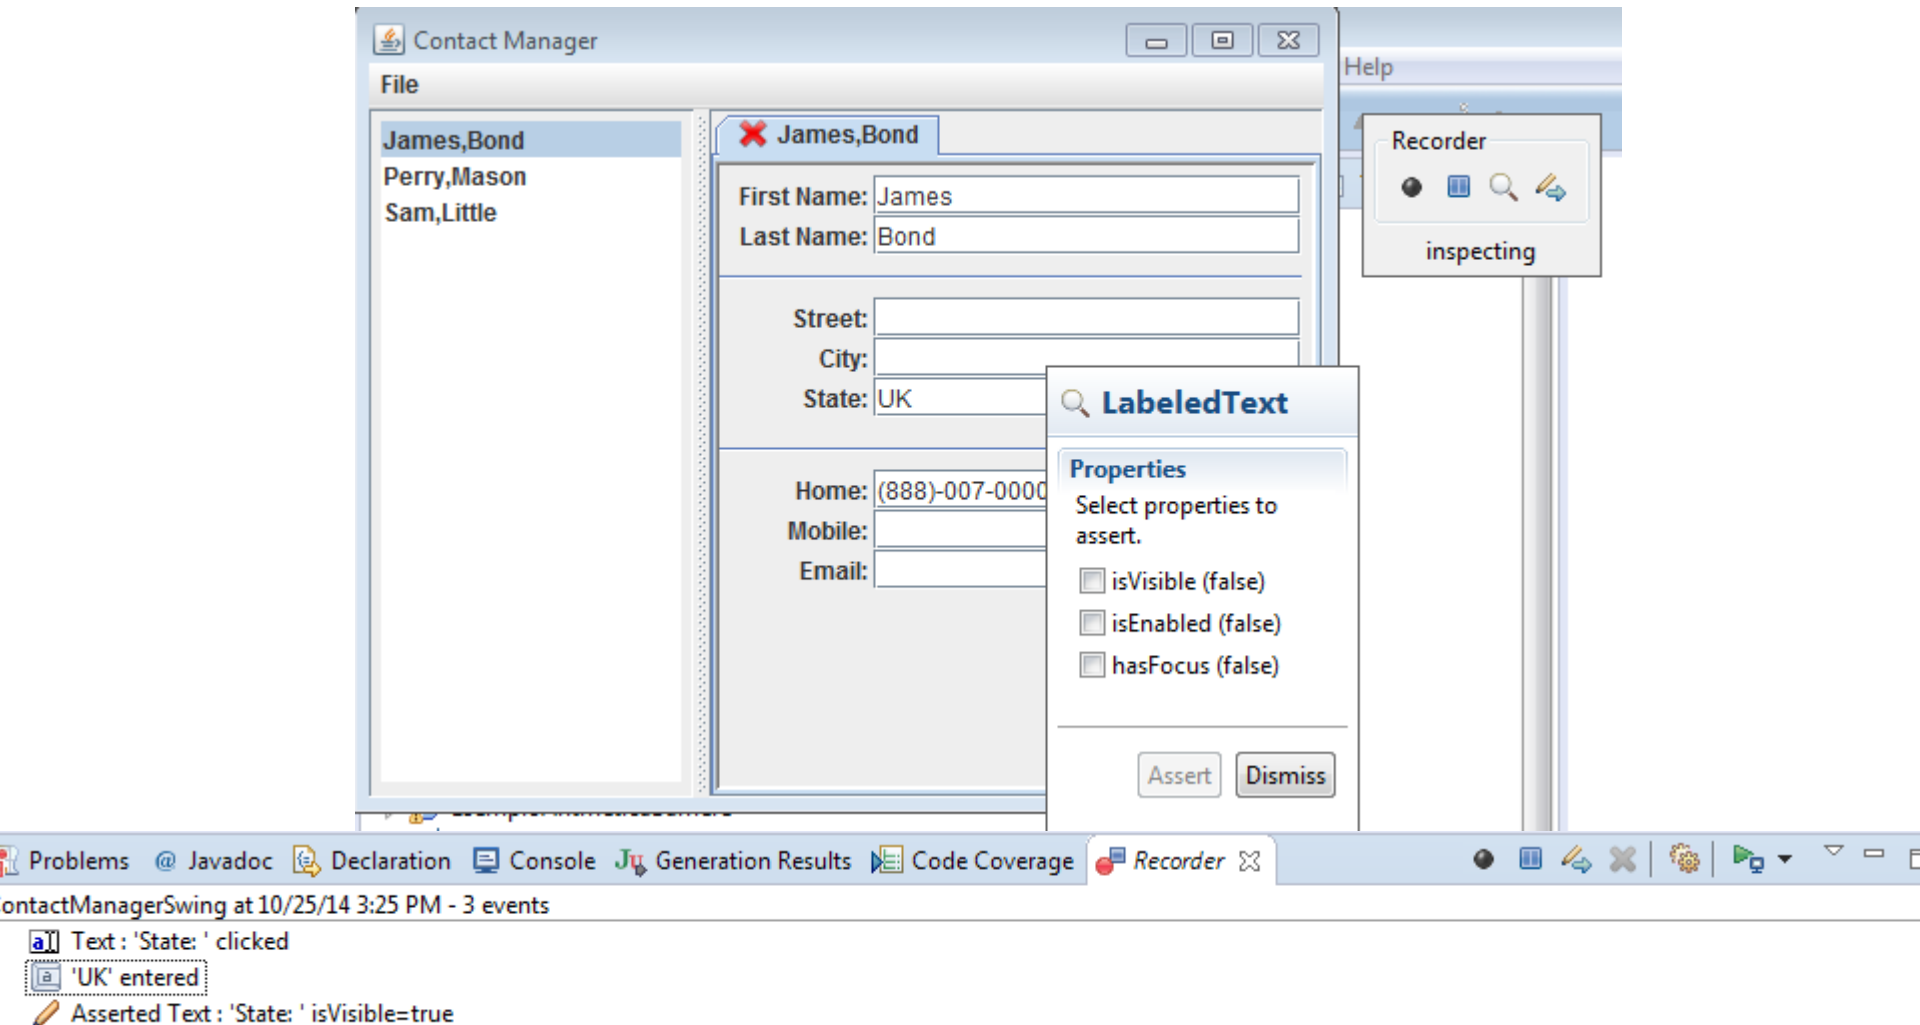 Contact Manager
Help
File
James,Bond
Perry,Mason
Sam,Little
James,Bond
First Name: James
Last Name: Bond
Street:
City:
State: UK
Home: (888)-007-0000
Mobile:
Email:
Recorder
inspecting
LabeledText
Properties
Select properties to
assert.
isVisible (false)
isEnabled (false)
hasFocus (false)
Assert Dismiss
Problems @ Javadoc Declaration Console Ju Generation Results Code Coverage Recorder
ontactManagerSwing at 10/25/14 3:25 PM - 3 events
Text : 'State: ' clicked
'UK' entered
Asserted Text : 'State: ' isVisible=true